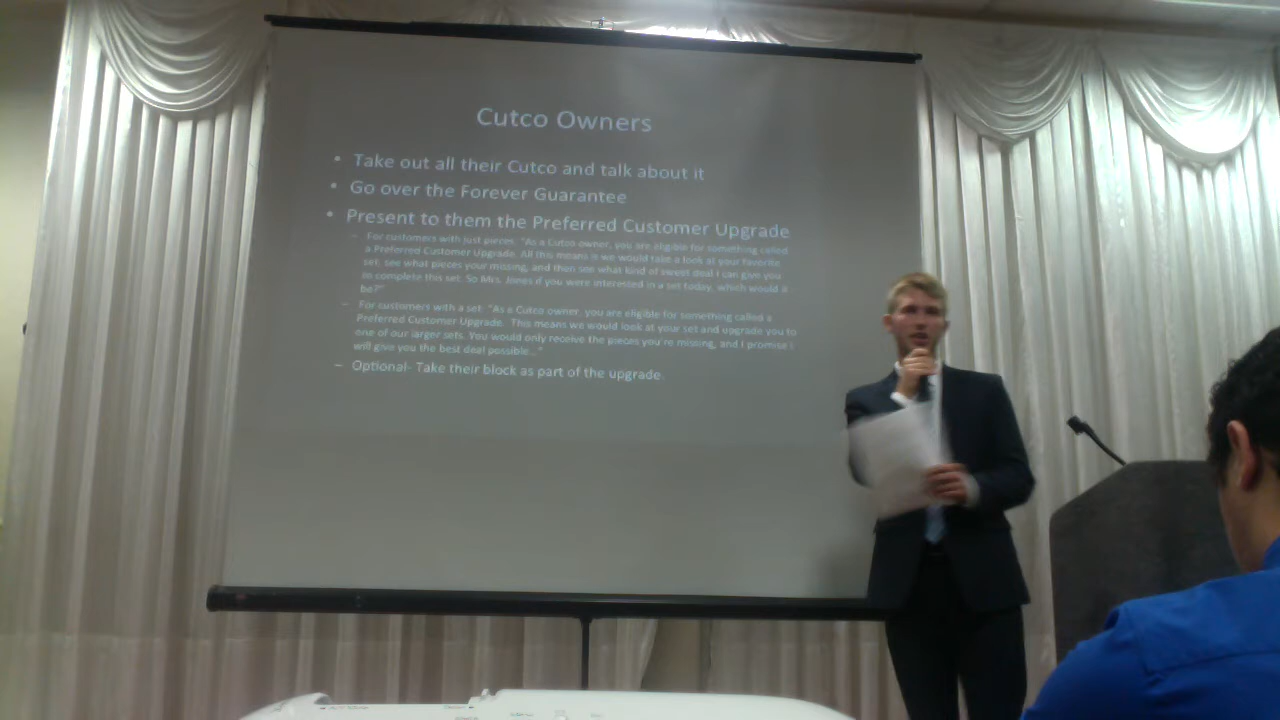 Cutco Owners
• Take out all their Cutco and talk about it
• Go over the Forever Guarantee
• Present to them the Preferred Customer Upgrade
– For customers with just pieces: "As a Cutco owner, you are eligible for something called
a Preferred Customer Upgrade. All this means is we would take a look at your favorite
set, see what pieces your missing, and then see what kind of sweet deal I can give you
to complete this set. So Mrs. Jones if you were interested in a set today, which would it
be?"
– For customers with a set: "As a Cutco owner, you are eligible for something called a
Preferred Customer Upgrade. This means we would look at your set and upgrade you to
one of our larger sets. You would only receive the pieces you're missing, and I promise I
will give you the best deal possible..."
– Optional- Take their block as part of the upgrade.